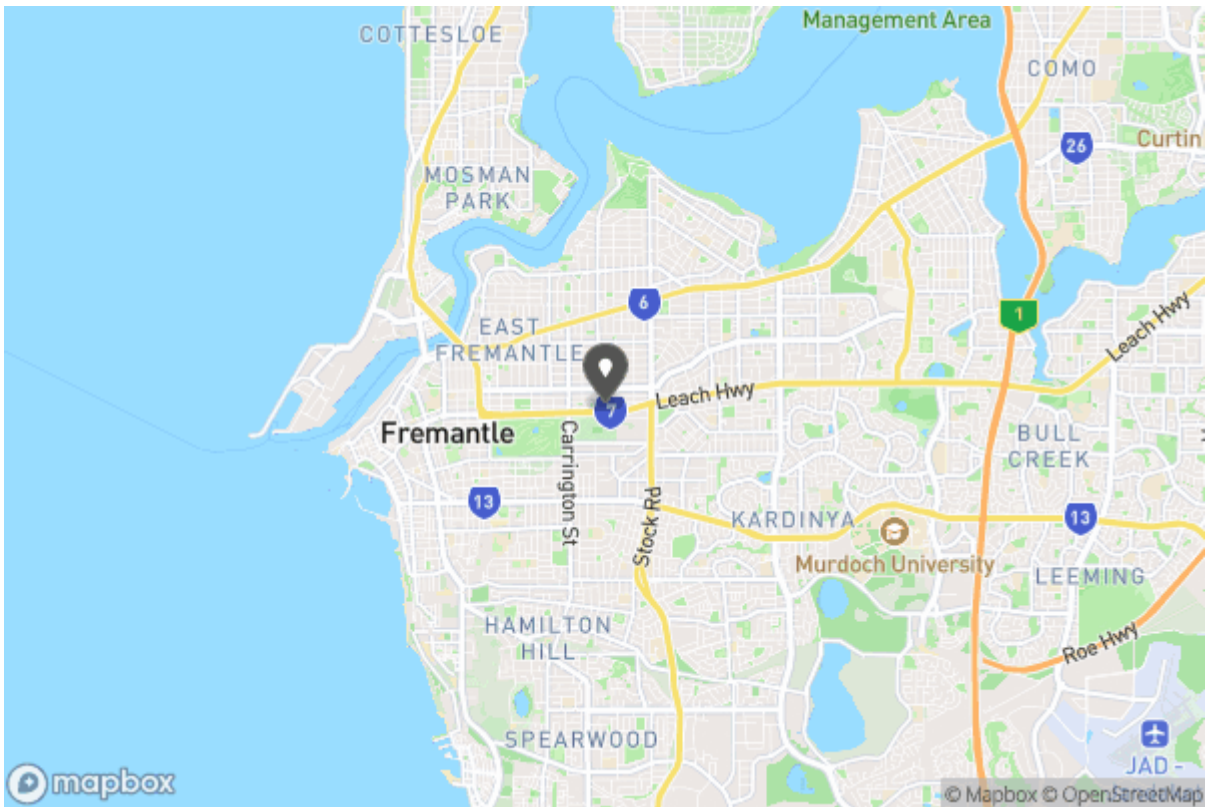 Management Area
COTTESLOE
COMO
26
Curtin
MOSMAN
PARK
6
1
Leach Hwy
EAST
FREMANTLE
7
Leach Hwy
Fremantle
Carrington St
BULL
CREEK
13
Stock Rd
KARDINYA
13
Murdoch University
LEEMING
HAMILTON
HILL
Roe Hwy
SPEARWOOD
JAD -
mapbox
© Mapbox © OpenStreetMap